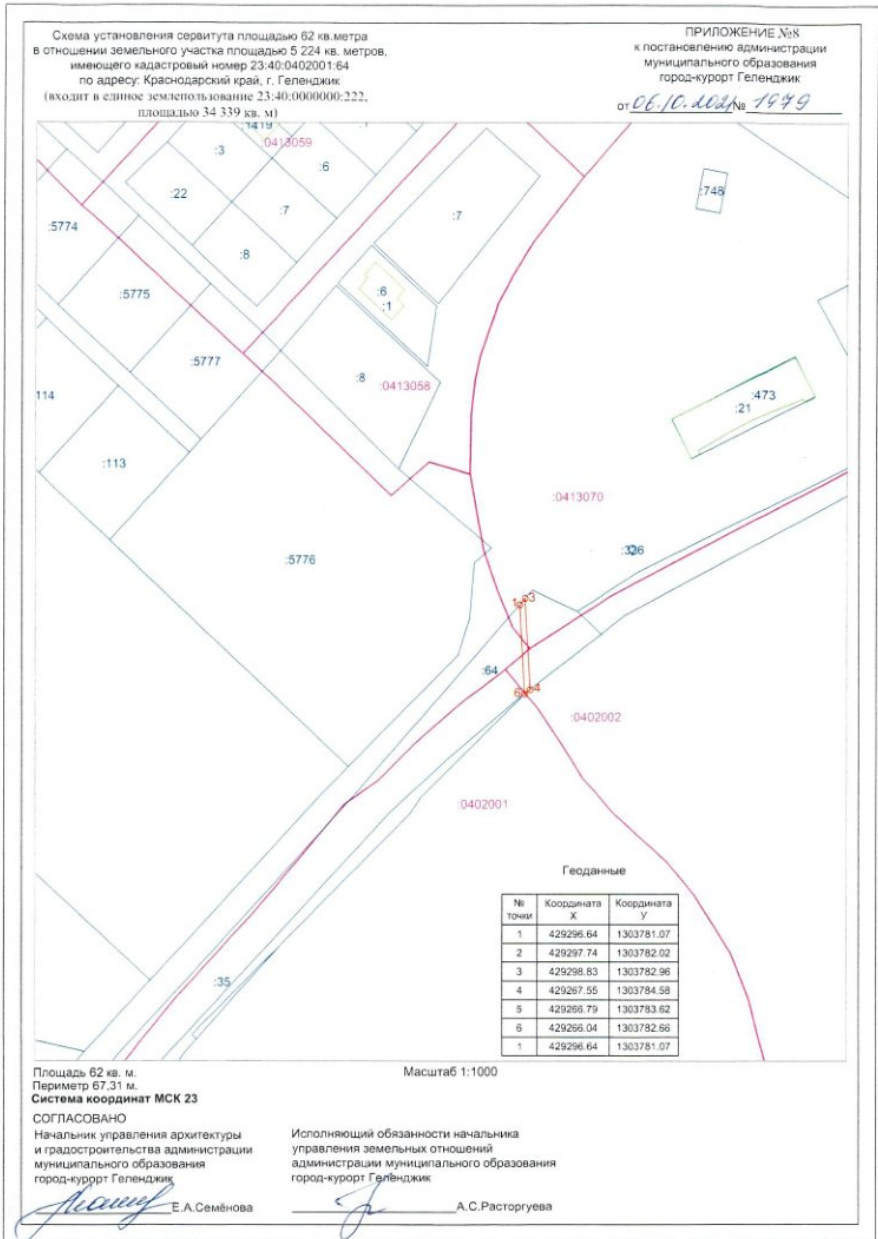 Схема установления сервитута площадью 62 кв.метра
в отношении земельного участка площадью 5 224 кв. метров,
имеющего кадастровый номер 23:40:0402001:64
по адресу: Краснодарский край, г. Геленджик
(входит в единое землепользование 23:40:0000000:222,
площадью 34 339 кв. м)
ПРИЛОЖЕНИЕ №8
к постановлению администрации
муниципального образования
город-курорт Геленджик
от 06.10.2021 № 1979
:1419
:0413059
:3
:6
:22
:7
:8
:7
:748
:5774
:5775
:6
:1
:5777
:8
:0413058
114
:473
:21
:113
:0413070
:5776
:326
1
3
:64
6
4
:0402002
:0402001
:35
Геоданные
№ точки Координата X Координата У
1 429296.64 1303781.07
2 429297.74 1303782.02
3 429298.83 1303782.96
4 429267.55 1303784.58
5 429266.79 1303783.62
6 429266.04 1303782.66
1 429296.64 1303781.07
Площадь 62 кв. м.
Масштаб 1:1000
Периметр 67,31 м.
Система координат МСК 23
СОГЛАСОВАНО
Начальник управления архитектуры
и градостроительства администрации
муниципального образования
город-курорт Геленджик
Е.А.Семёнова
Исполняющий обязанности начальника
управления земельных отношений
администрации муниципального образования
город-курорт Геленджик
А.С.Расторгуева